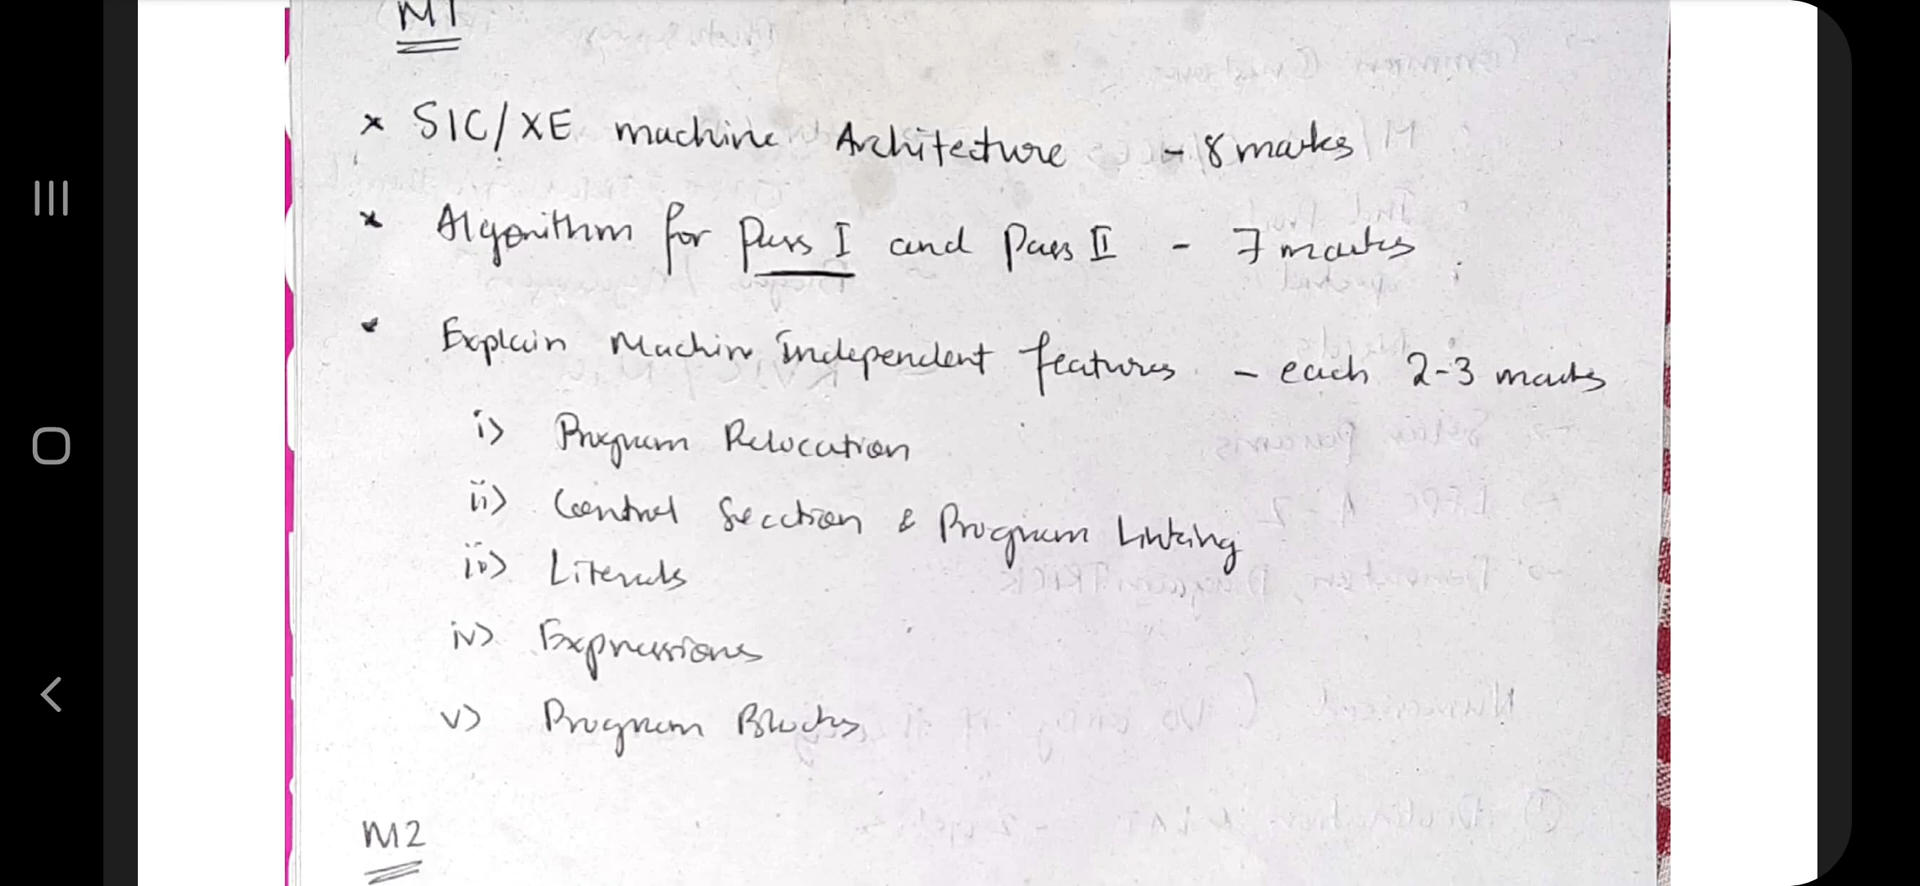 M1
* SIC/XE machine Architecture - 8 marks
* Algorithm for Pass I and Pass II - 7 marks
* Explain Machine Independent features - each 2-3 marks
i) Program Relocation
ii) Control Section & Program Linking
iii) Literals
iv) Expressions
v) Program Blocks
M2